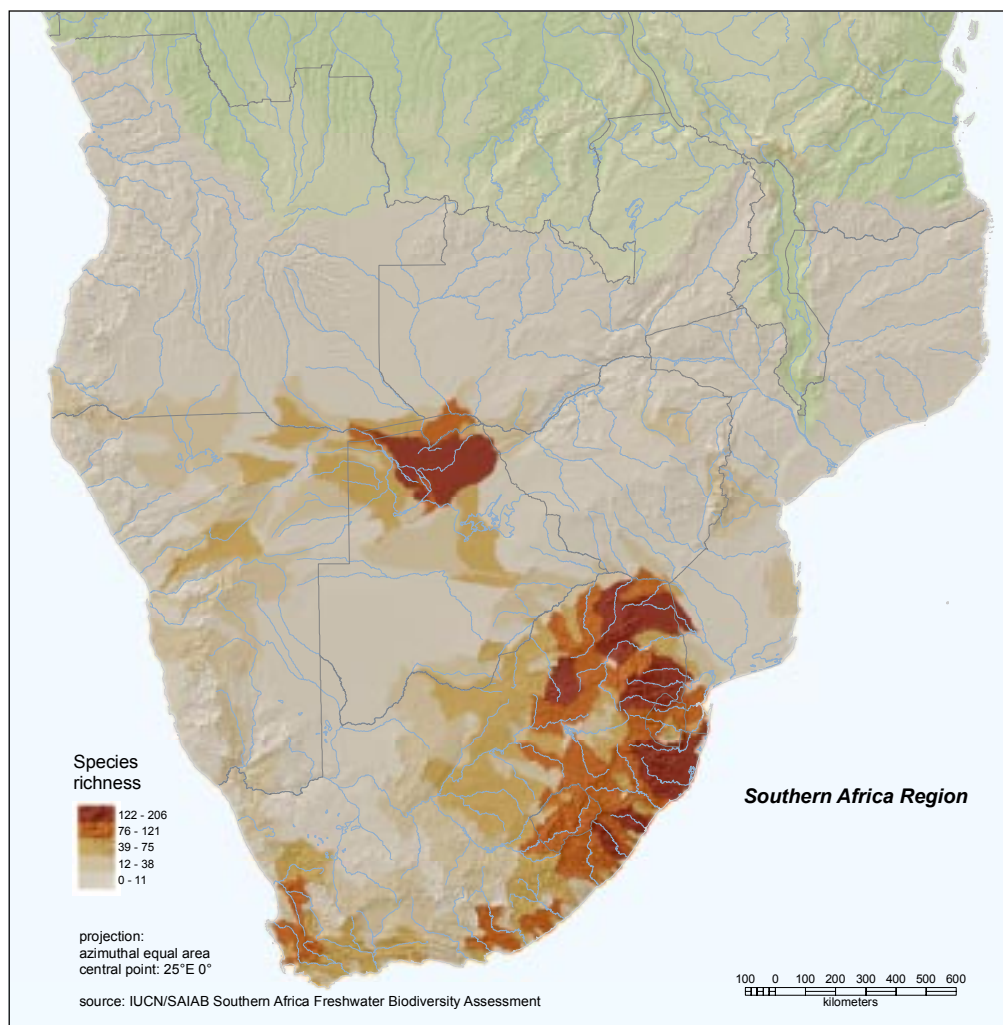 Species
richness
122 - 206
76 - 121
39 - 75
12 - 38
0 - 11
Southern Africa Region
projection:
azimuthal equal area
central point: 25°E 0°
source: IUCN/SAIAB Southern Africa Freshwater Biodiversity Assessment
100 0 100 200 300 400 500 600
kilometers